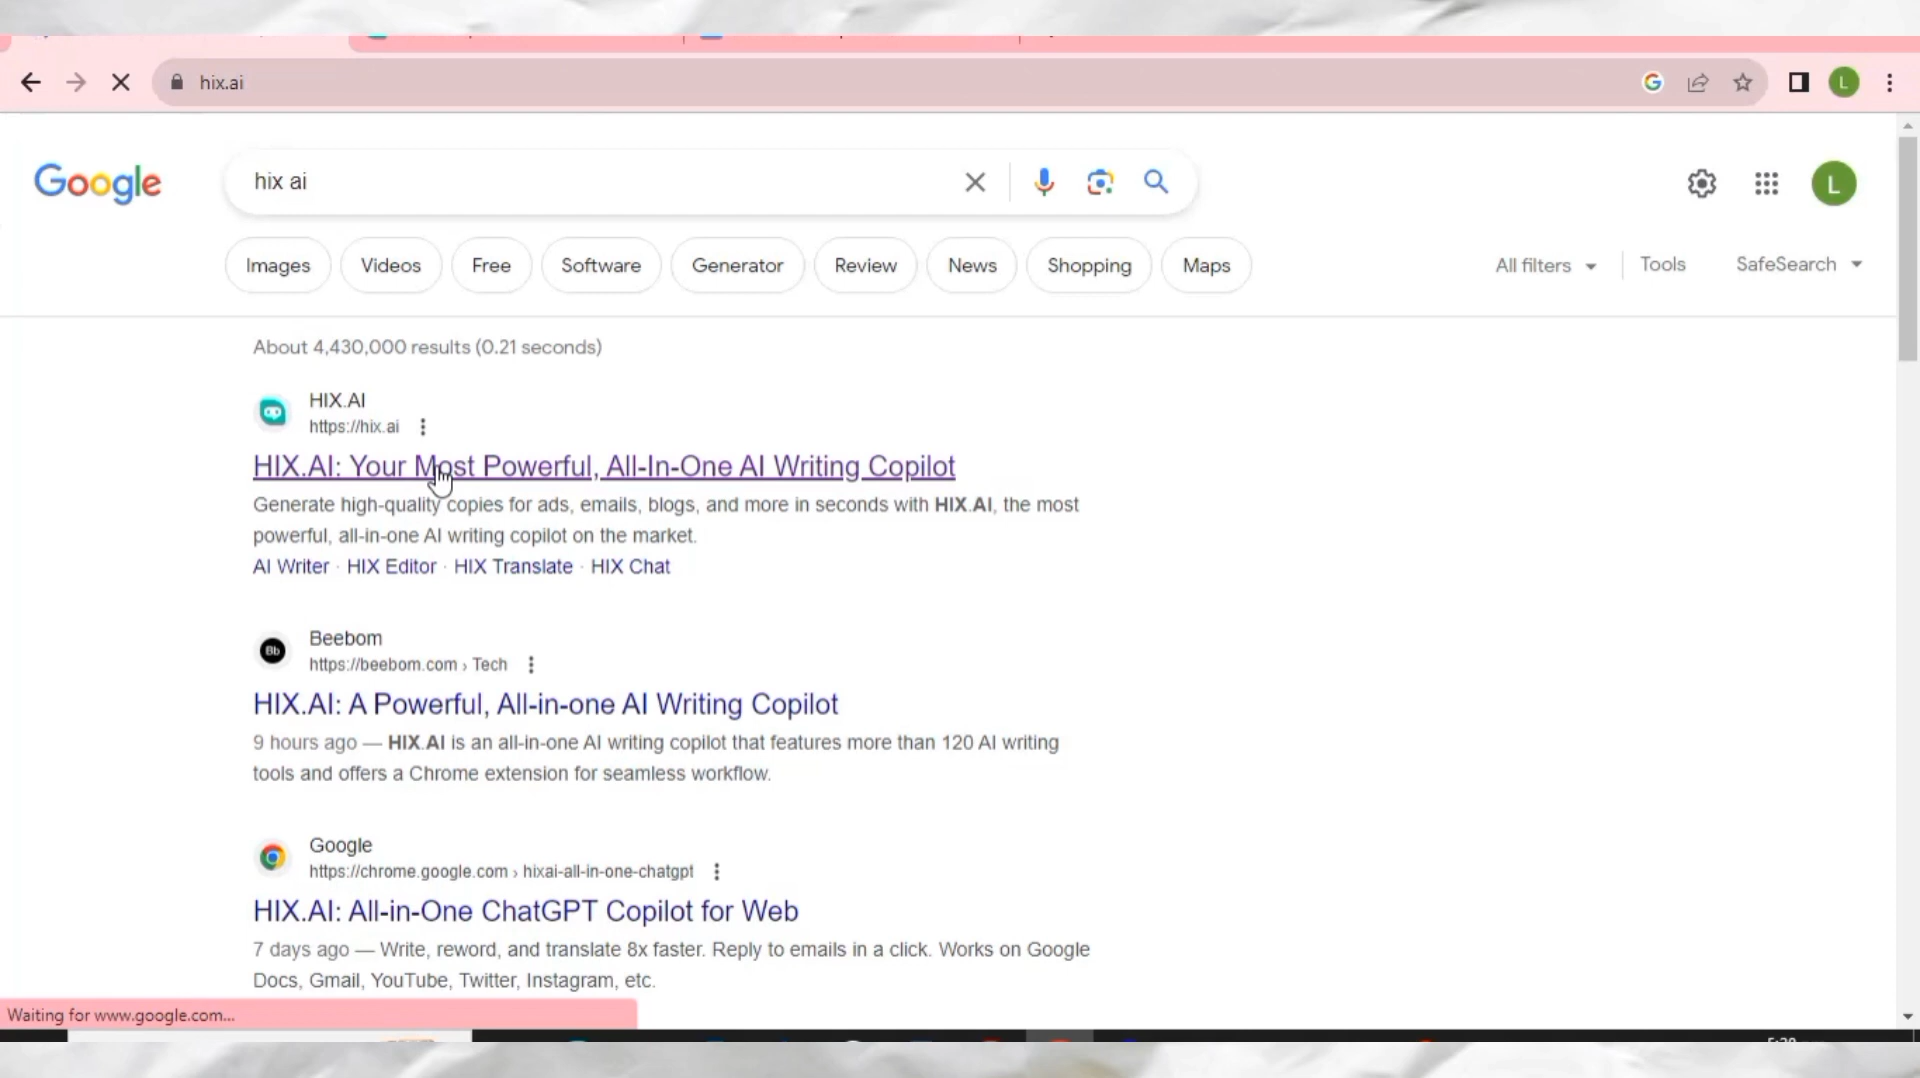 hix.ai
L
Google
hix ai
L
Images
Videos
Free
Software
Generator
Review
News
Shopping
Maps
All filters
Tools
SafeSearch
About 4,430,000 results (0.21 seconds)
HIX.AI
https://hix.ai
HIX.AI: Your Most Powerful, All-In-One AI Writing Copilot
Generate high-quality copies for ads, emails, blogs, and more in seconds with HIX.AI, the most
powerful, all-in-one AI writing copilot on the market.
AI Writer · HIX Editor · HIX Translate · HIX Chat
Bb
Beebom
https://beebom.com › Tech
HIX.AI: A Powerful, All-in-one AI Writing Copilot
9 hours ago — HIX.AI is an all-in-one AI writing copilot that features more than 120 AI writing
tools and offers a Chrome extension for seamless workflow.
Google
https://chrome.google.com › hixai-all-in-one-chatgpt
HIX.AI: All-in-One ChatGPT Copilot for Web
7 days ago — Write, reword, and translate 8x faster. Reply to emails in a click. Works on Google
Docs, Gmail, YouTube, Twitter, Instagram, etc.
Waiting for www.google.com...